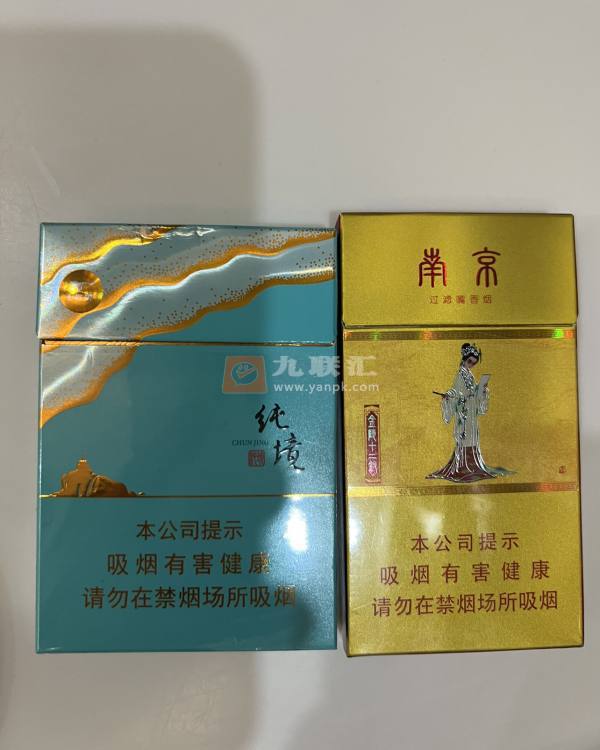 纯境
CHUN JING
本公司提示
吸烟有害健康
请勿在禁烟场所吸烟
南京
过滤嘴香烟
金陵十二钗
本公司提示
吸烟有害健康
请勿在禁烟场所吸烟
九联汇
www.yanpk.com